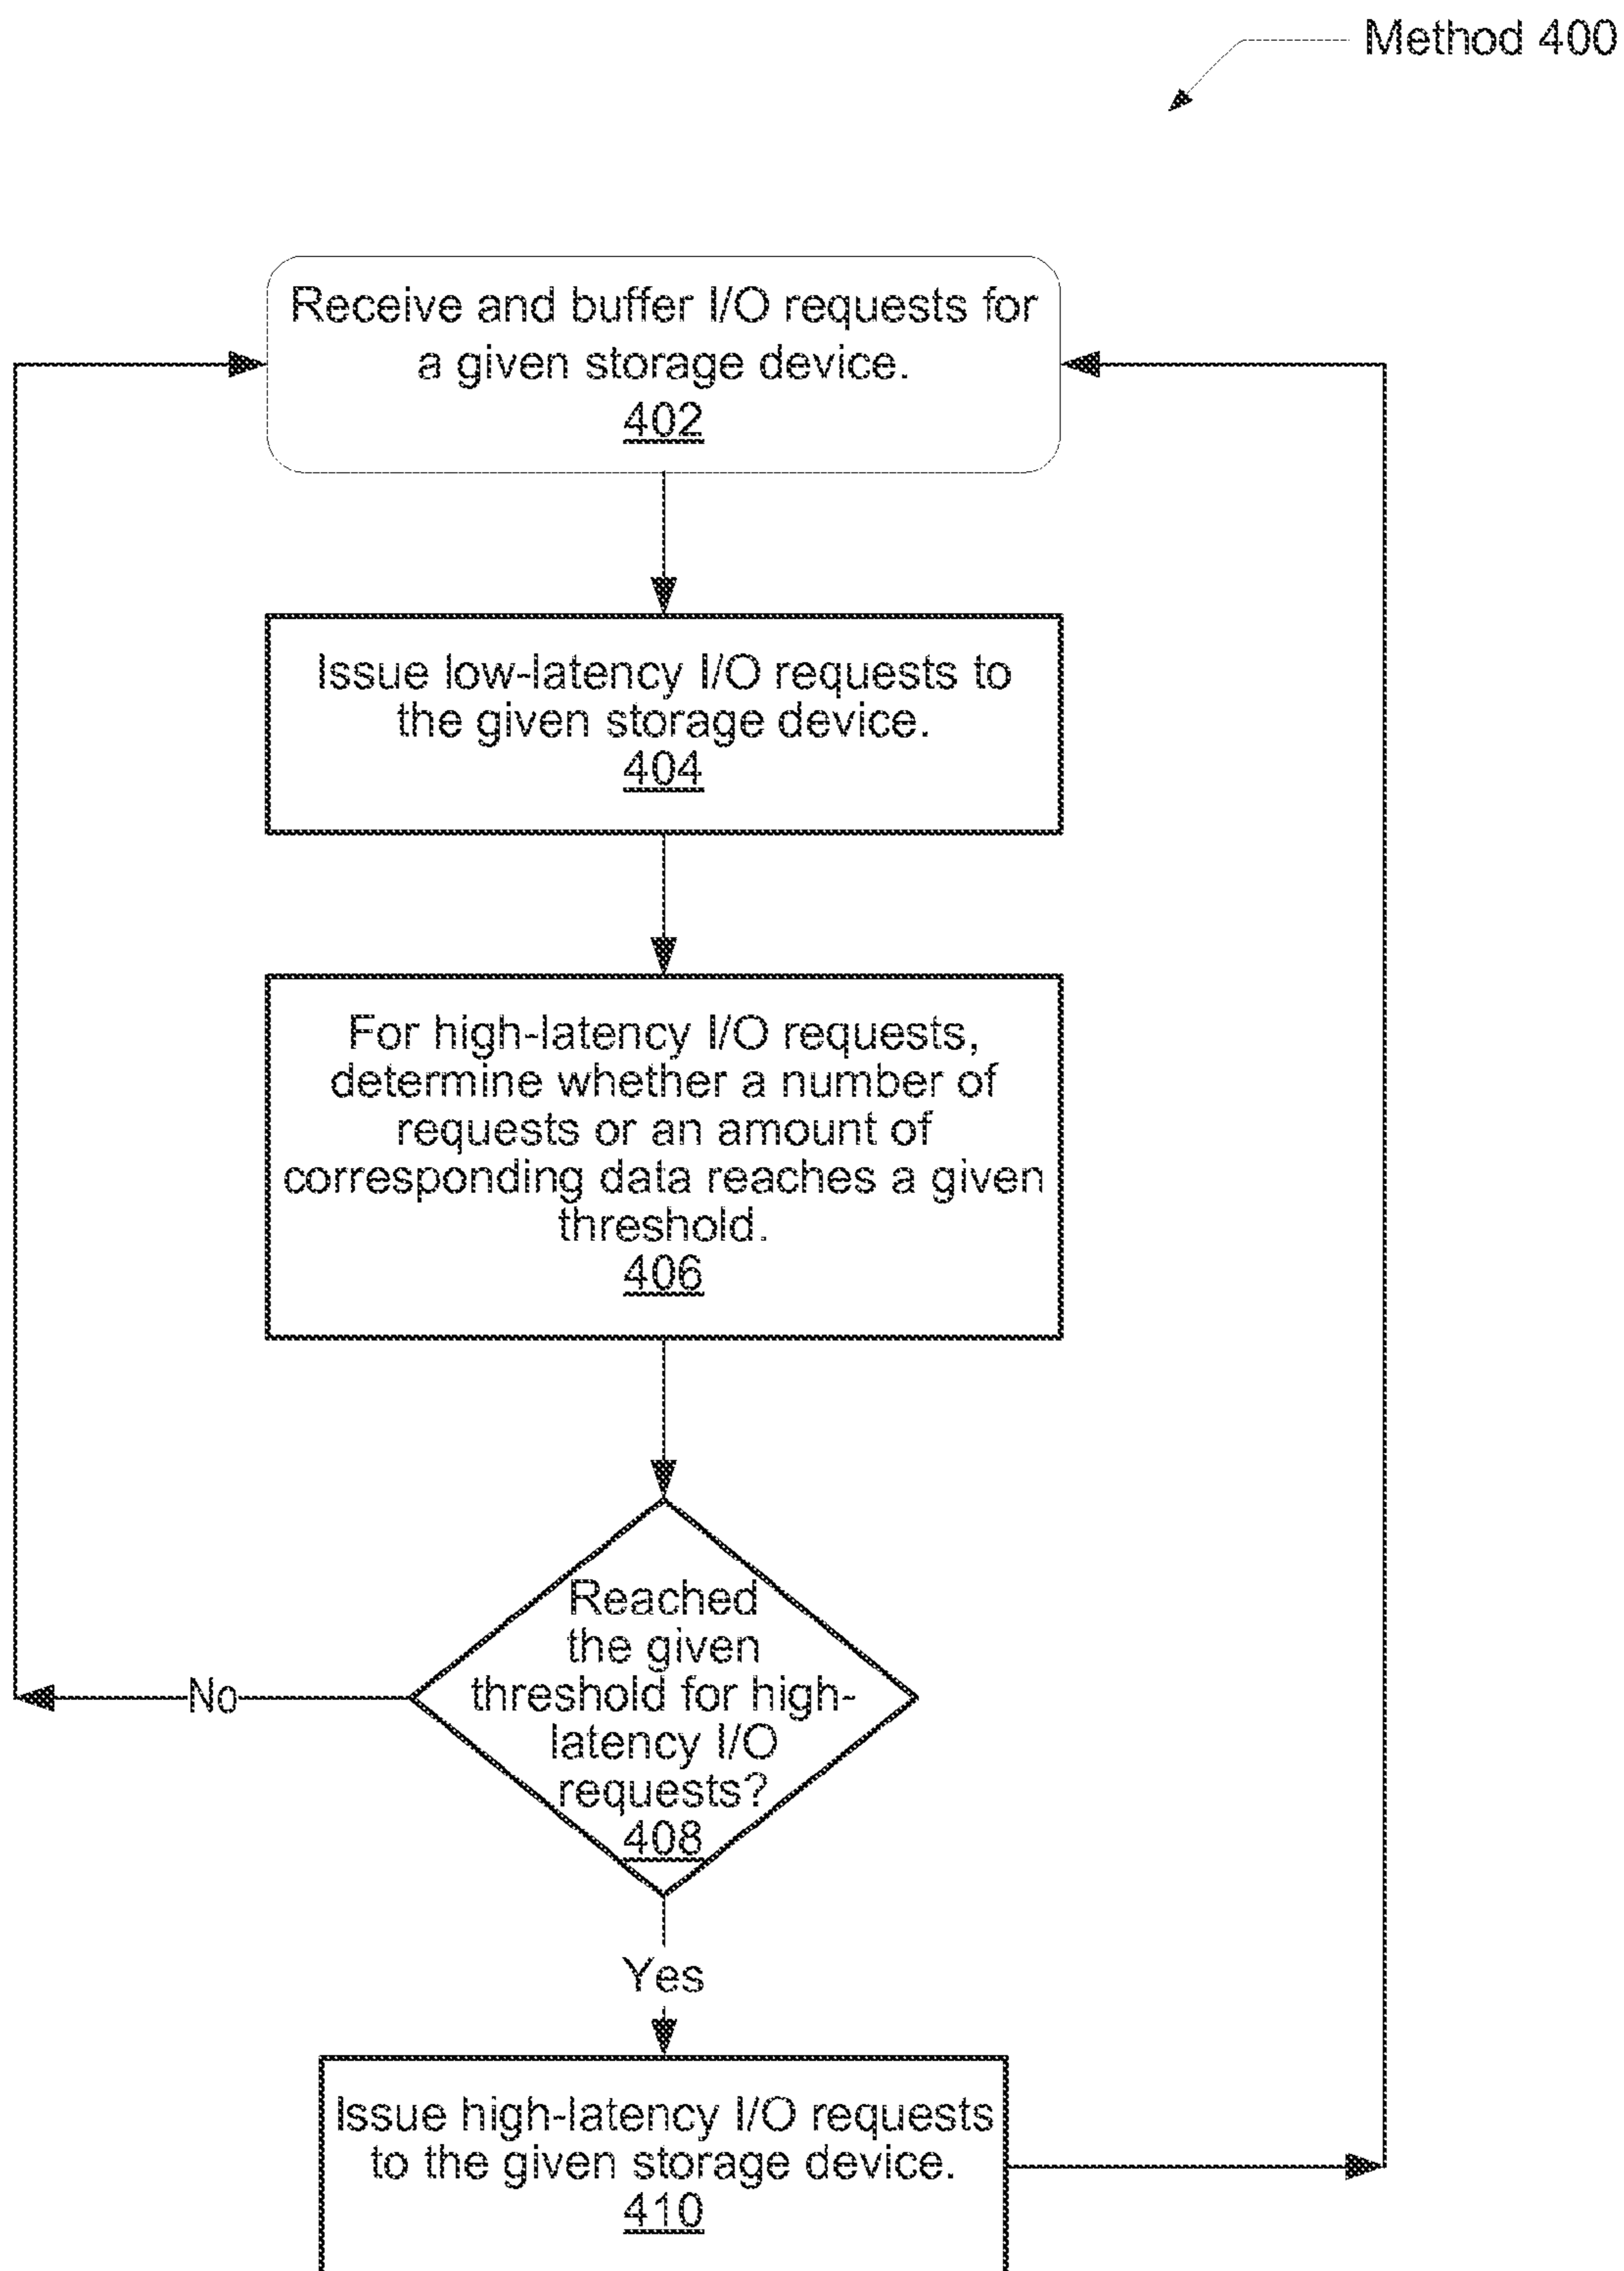 Method 400
Receive and buffer I/O requests for
a given storage device.
402
Issue low-latency I/O requests to
the given storage device.
404
For high-latency I/O requests,
determine whether a number of
requests or an amount of
corresponding data reaches a given
threshold.
406
Reached
the given
threshold for high-
latency I/O
requests?
408
No
Yes
Issue high-latency I/O requests
to the given storage device.
410